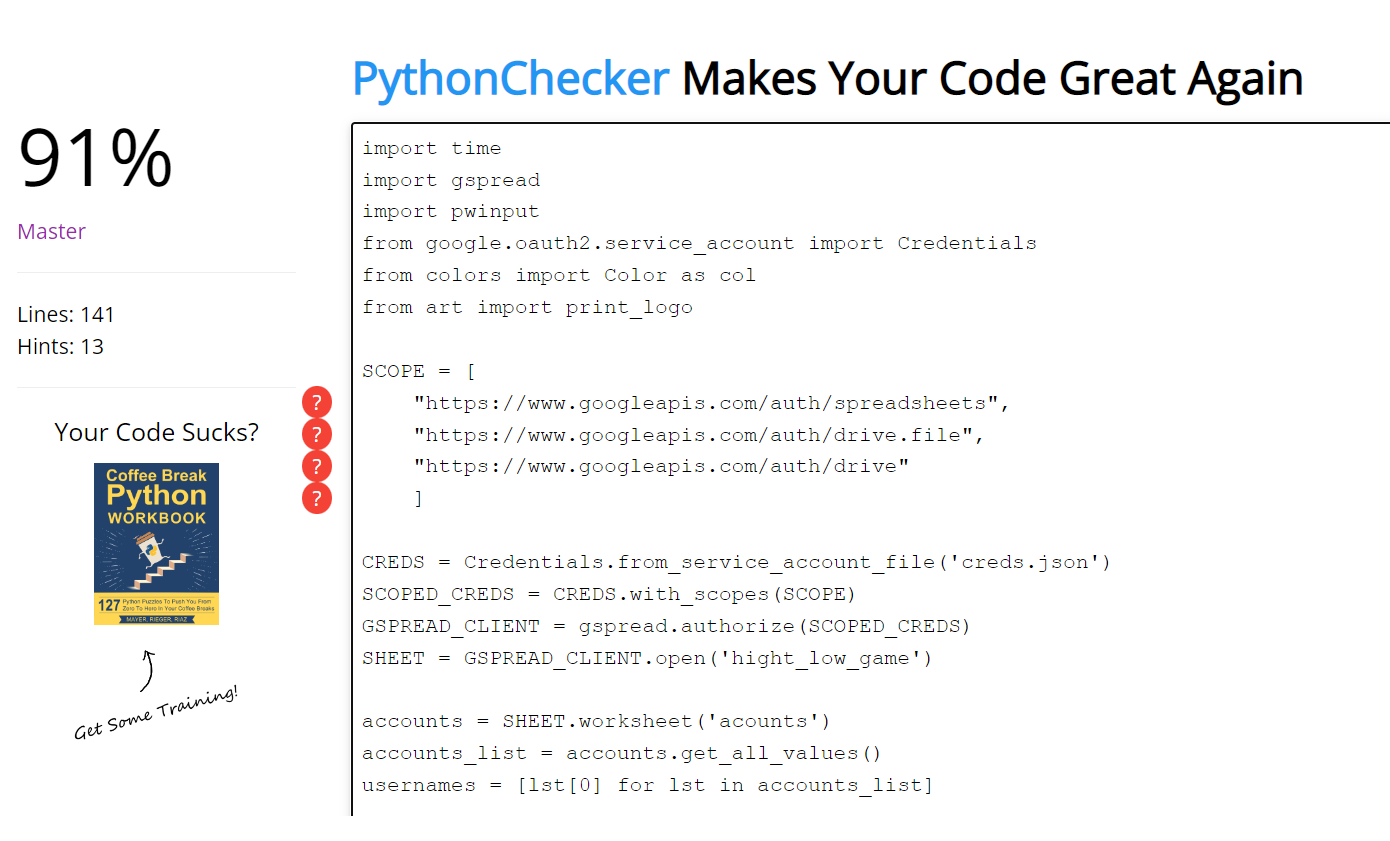 PythonChecker Makes Your Code Great Again
91%
Master
Lines: 141
Hints: 13
Your Code Sucks?
Coffee Break
Python
WORKBOOK
127 Python Puzzles To Push You From
Zero To Hero in Your Coffee Breaks
MAYER, RIEGER, RIAZ
Get Some Training!
?
?
?
?
import time
import gspread
import pwinput
from google.oauth2.service_account import Credentials
from colors import Color as col
from art import print_logo
SCOPE = [
    "https://www.googleapis.com/auth/spreadsheets",
    "https://www.googleapis.com/auth/drive.file",
    "https://www.googleapis.com/auth/drive"
    ]
CREDS = Credentials.from_service_account_file('creds.json')
SCOPED_CREDS = CREDS.with_scopes(SCOPE)
GSPREAD_CLIENT = gspread.authorize(SCOPED_CREDS)
SHEET = GSPREAD_CLIENT.open('hight_low_game')
accounts = SHEET.worksheet('acounts')
accounts_list = accounts.get_all_values()
usernames = [lst[0] for lst in accounts_list]